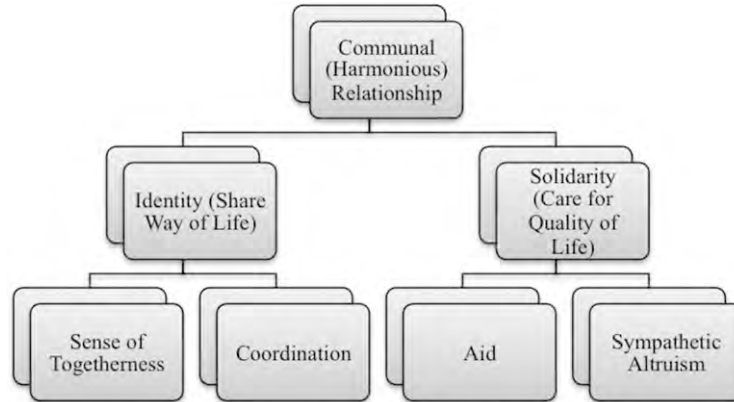 Communal
(Harmonious)
Relationship
Identity (Share
Way of Life)
Solidarity
(Care for
Quality of
Life)
Sense of
Togetherness
Coordination
Aid
Sympathetic
Altruism